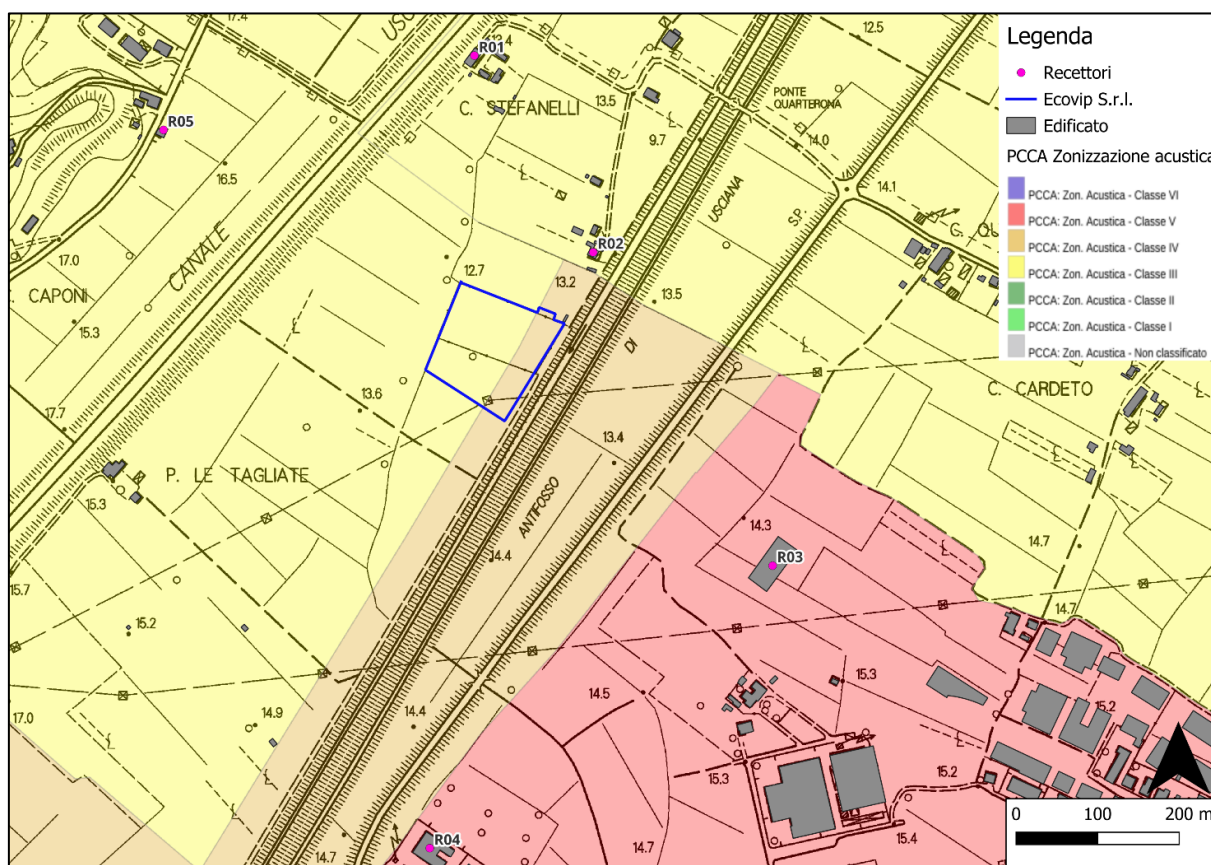 17.4
USC
13.4
R01
C. STEFANELLI
13.5
12.5
PONTE
QUARTERONA
14.0
9.7
R05
16.5
USCIANA
S.P.
14.1
CANALE
17.0
CAPONI
15.3
12.7
R02
13.2
13.5
DI
13.6
17.7
C. CARDETO
P. LE TAGLIATE
15.3
13.4
ANTIFOSSO
14.3
R03
14.4
14.7
14.7
15.7
15.2
17.0
14.9
14.4
14.5
15.3
15.2
15.3
15.2
14.7
R04
14.7
15.4
Legenda
Recettori
Ecovip S.r.l.
Edificato
PCCA Zonizzazione acustica
PCCA: Zon. Acustica - Classe VI
PCCA: Zon. Acustica - Classe V
PCCA: Zon. Acustica - Classe IV
PCCA: Zon. Acustica - Classe III
PCCA: Zon. Acustica - Classe II
PCCA: Zon. Acustica - Classe I
PCCA: Zon. Acustica - Non classificato
0 100 200 m